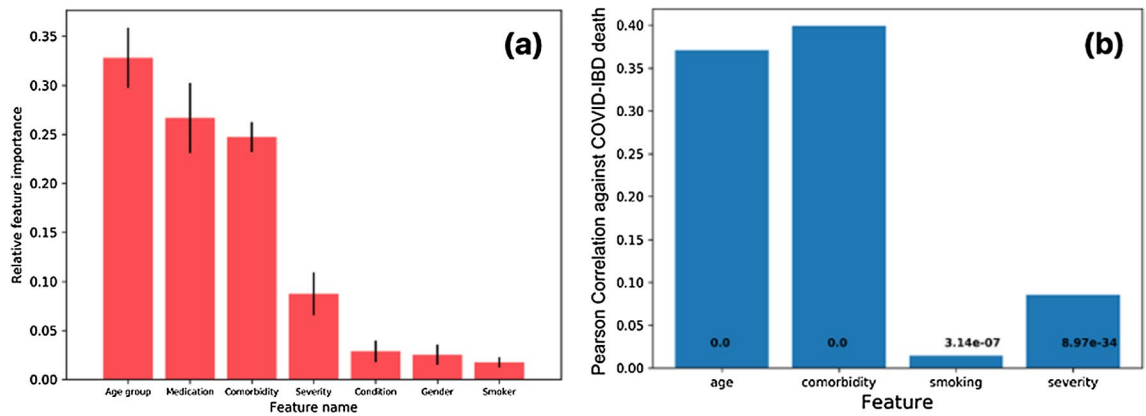 (a)
Relative feature importance
0.35
0.30
0.25
0.20
0.15
0.10
0.05
0.00
Age group Medication Comorbidity Severity Condition Gender Smoker
Feature name
(b)
Pearson Correlation against COVID-IBD death
0.40
0.35
0.30
0.25
0.20
0.15
0.10
0.05
0.00
0.0 0.0 3.14e-07 8.97e-34
age comorbidity smoking severity
Feature